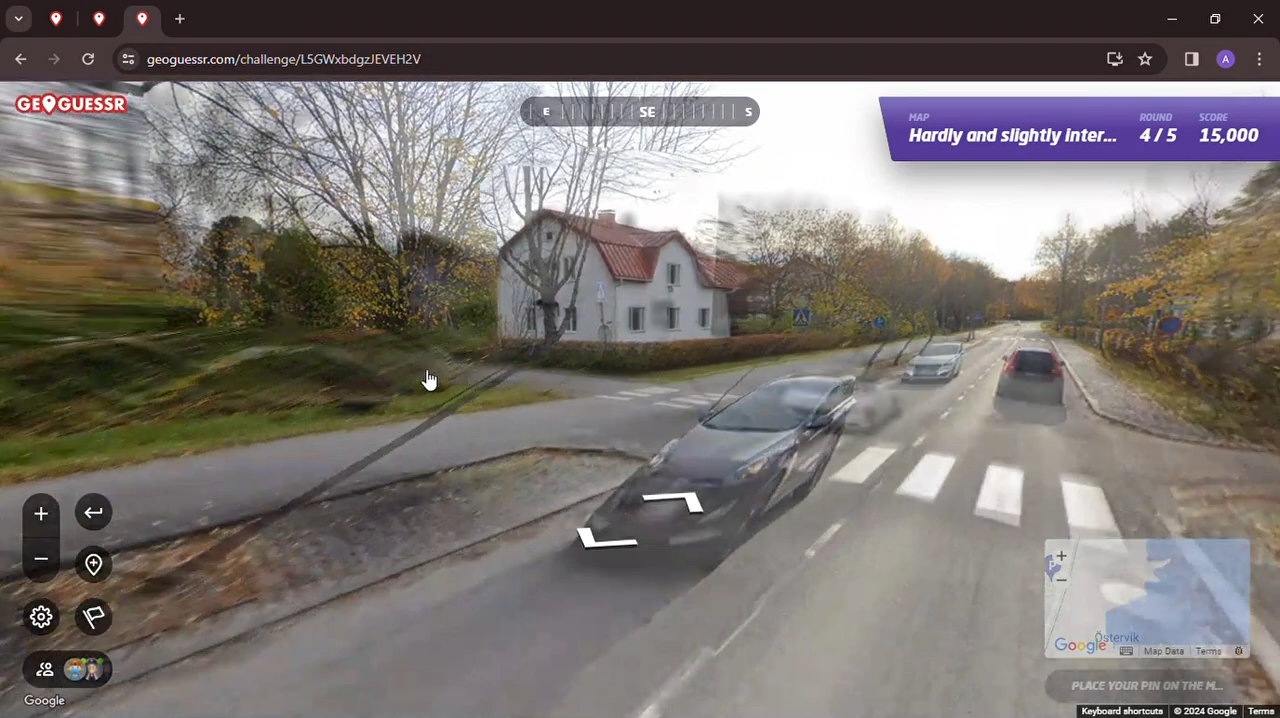 geoguessr.com/challenge/L5GWxbdgzJEVEH2V
A
GEOGUESSR
E SE S
MAP
Hardly and slightly inter...
ROUND
4 / 5
SCORE
15,000
+
−
+
−
Östervik
Google
Map Data
Terms
PLACE YOUR PIN ON THE M...
Google
Keyboard shortcuts
© 2024 Google
Terms